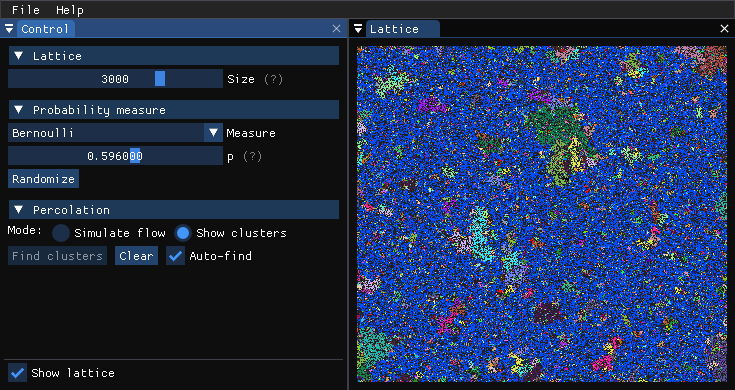 File Help
Control
Lattice
3000 Size (?)
Probability measure
Bernoulli Measure
0.596000 p (?)
Randomize
Percolation
Mode: Simulate flow Show clusters
Find clusters Clear Auto-find
Show lattice
Lattice